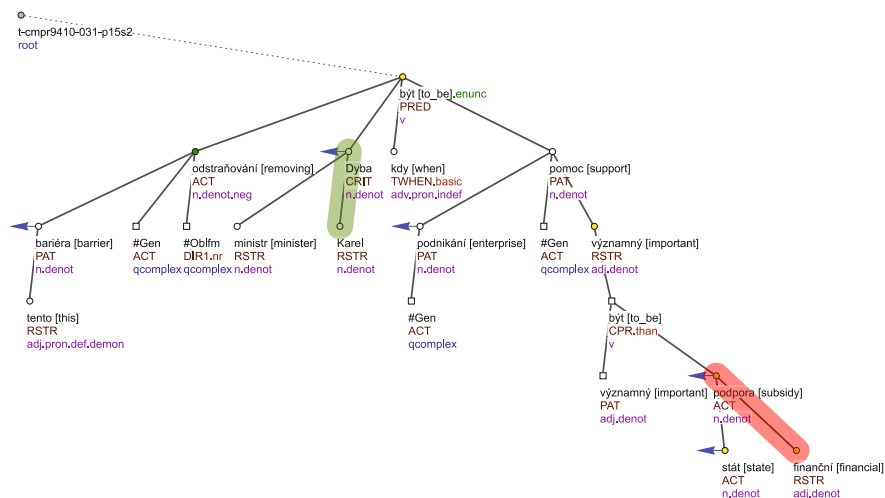 t-cmpr9410-031-p15s2
root
být [to_be].enunc
PRED
v
odstraňování [removing]
ACT
n.denot.neg
Dyba
CRIT
n.denot
kdy [when]
TWHEN.basic
adv.pron.indef
pomoc [support]
PAT
n.denot
bariéra [barrier]
PAT
n.denot
#Gen
ACT
qcomplex
#Oblfm
DIR1.nr
qcomplex
ministr [minister]
RSTR
n.denot
Karel
RSTR
n.denot
podnikání [enterprise]
PAT
n.denot
#Gen
ACT
qcomplex
významný [important]
RSTR
adj.denot
tento [this]
RSTR
adj.pron.def.demon
#Gen
ACT
qcomplex
být [to_be]
CPR.than
v
významný [important]
PAT
adj.denot
podpora [subsidy]
ACT
n.denot
stát [state]
ACT
n.denot
finanční [financial]
RSTR
adj.denot